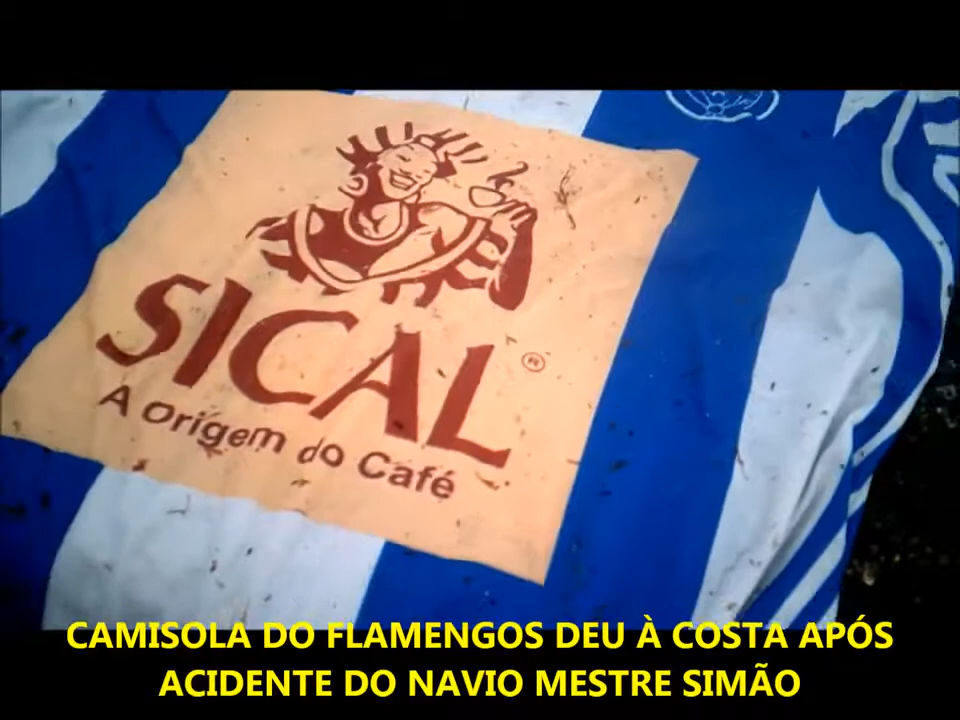 SICAL
®
A origem do Café
CAMISOLA DO FLAMENGOS DEU À COSTA APÓS
ACIDENTE DO NAVIO MESTRE SIMÃO